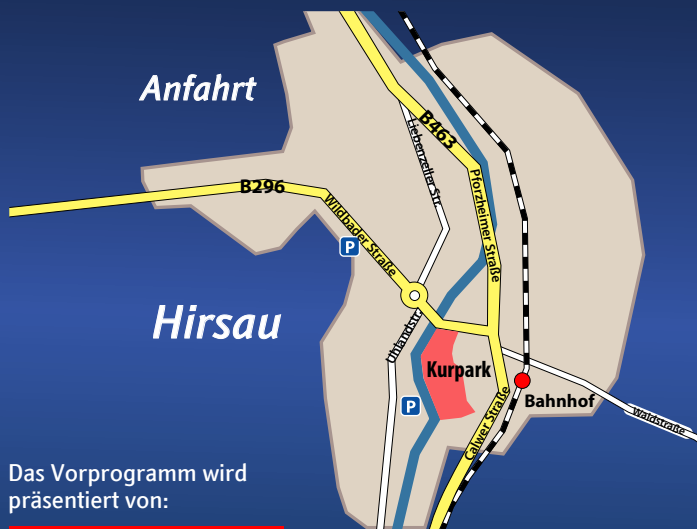 Anfahrt
B463
Liebenzeller Str.
B296
Pforzheimer Straße
Wildbader Straße
P
Hirsau
Uhlandstr.
Kurpark
P
Bahnhof
Calwer Straße
Waldstraße
Das Vorprogramm wird
präsentiert von: